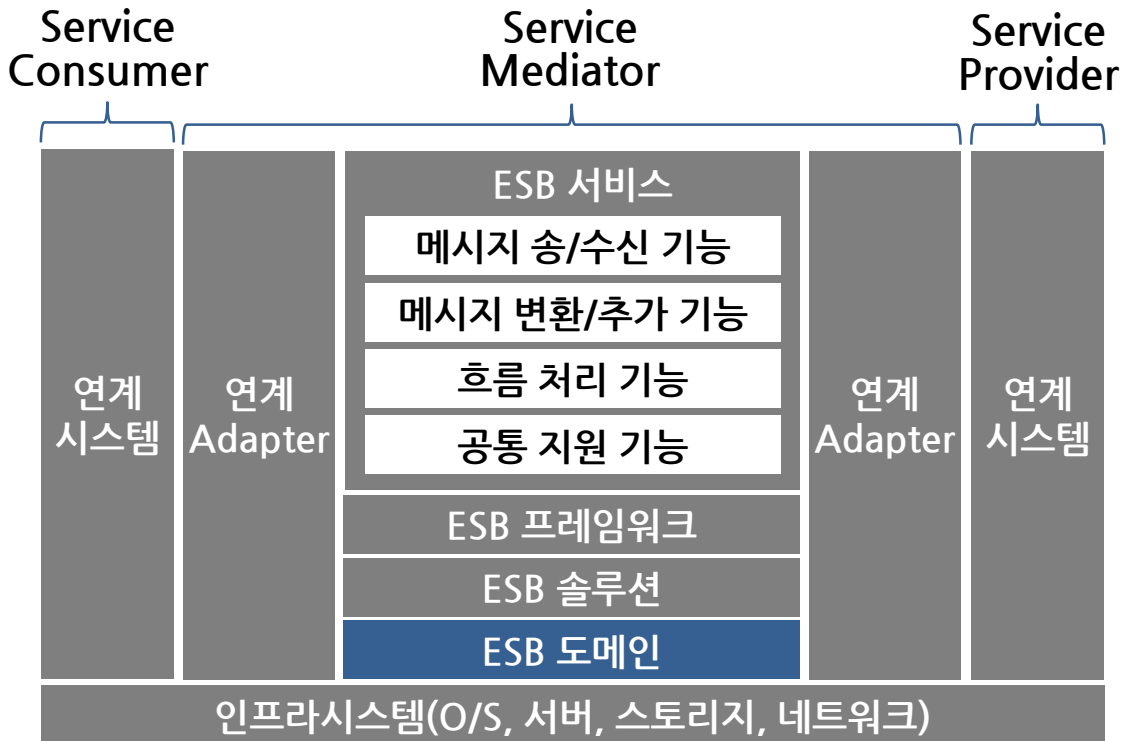 Service
Consumer
Service
Mediator
Service
Provider
연계
시스템
연계
Adapter
ESB 서비스
메시지 송/수신 기능
메시지 변환/추가 기능
흐름 처리 기능
공통 지원 기능
ESB 프레임워크
ESB 솔루션
ESB 도메인
연계
Adapter
연계
시스템
인프라시스템(O/S, 서버, 스토리지, 네트워크)